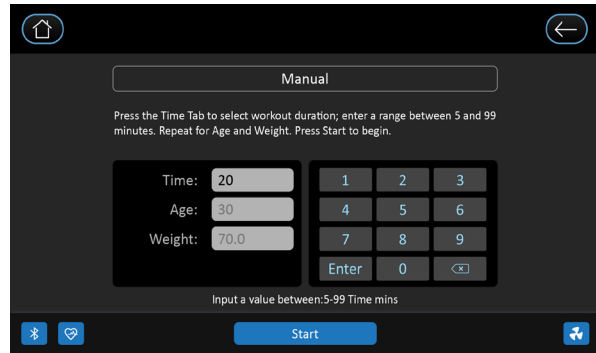 Manual
Press the Time Tab to select workout duration; enter a range between 5 and 99
minutes. Repeat for Age and Weight. Press Start to begin.
Time: 20
Age: 30
Weight: 70.0
1 2 3
4 5 6
7 8 9
Enter 0
Input a value between:5-99 Time mins
Start